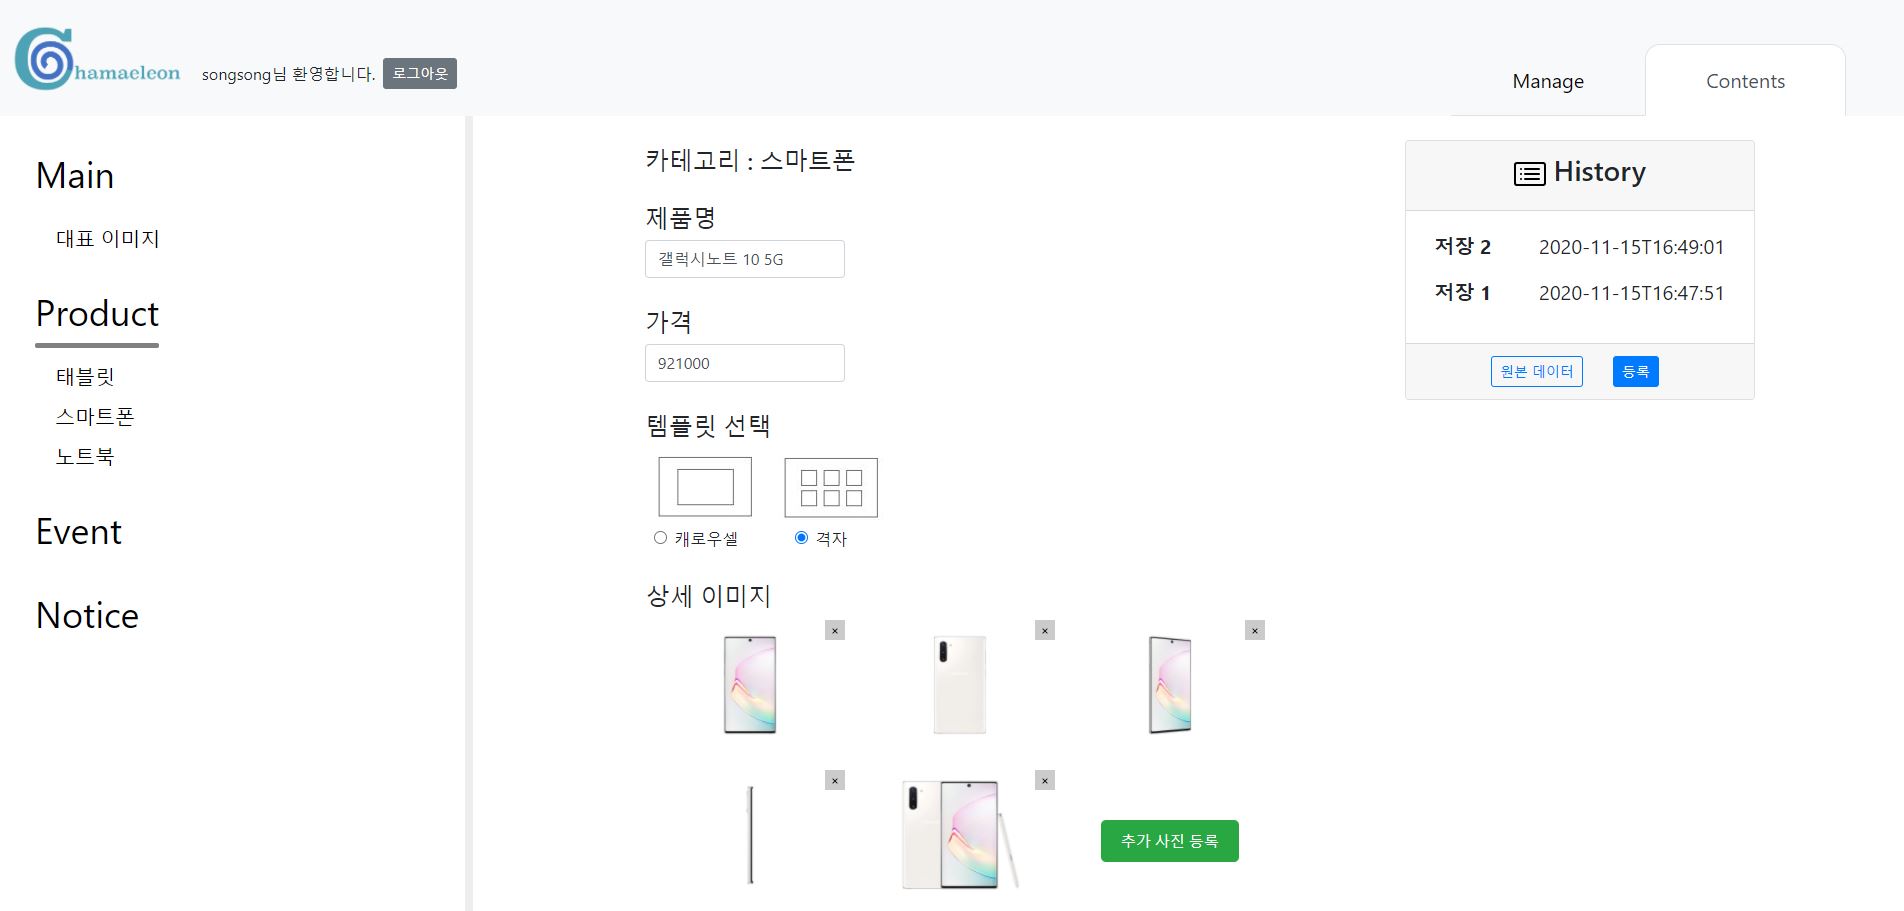 Chamaeleon
songsong님 환영합니다. 로그아웃
Manage
Contents
Main
대표 이미지
Product
태블릿
스마트폰
노트북
Event
Notice
카테고리 : 스마트폰
제품명
갤럭시노트 10 5G
가격
921000
템플릿 선택
캐로우셀 격자
상세 이미지
× × ×
× ×
추가 사진 등록
History
저장 2 2020-11-15T16:49:01
저장 1 2020-11-15T16:47:51
원본 데이터 등록